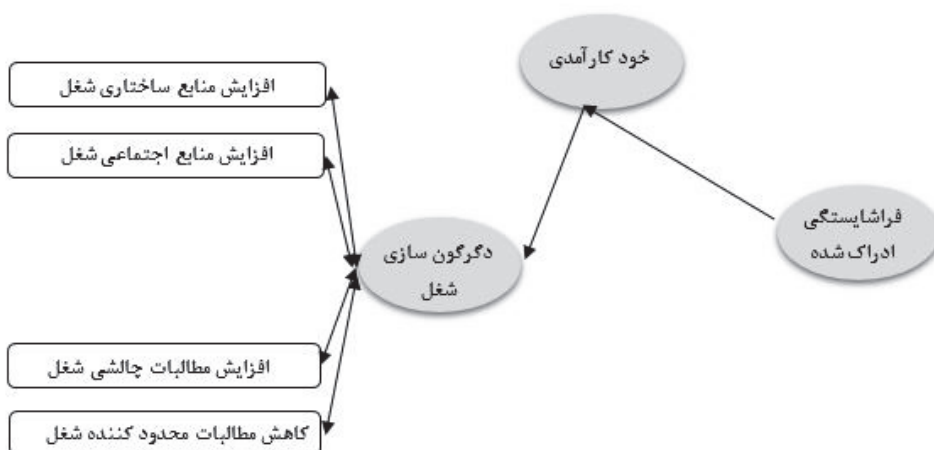 خود کارآمدی
افزایش منابع ساختاری شغل
افزایش منابع اجتماعی شغل
فراشایستگی
ادراک شده
دگرگون سازی
شغل
افزایش مطالبات چالشی شغل
کاهش مطالبات محدود کننده شغل